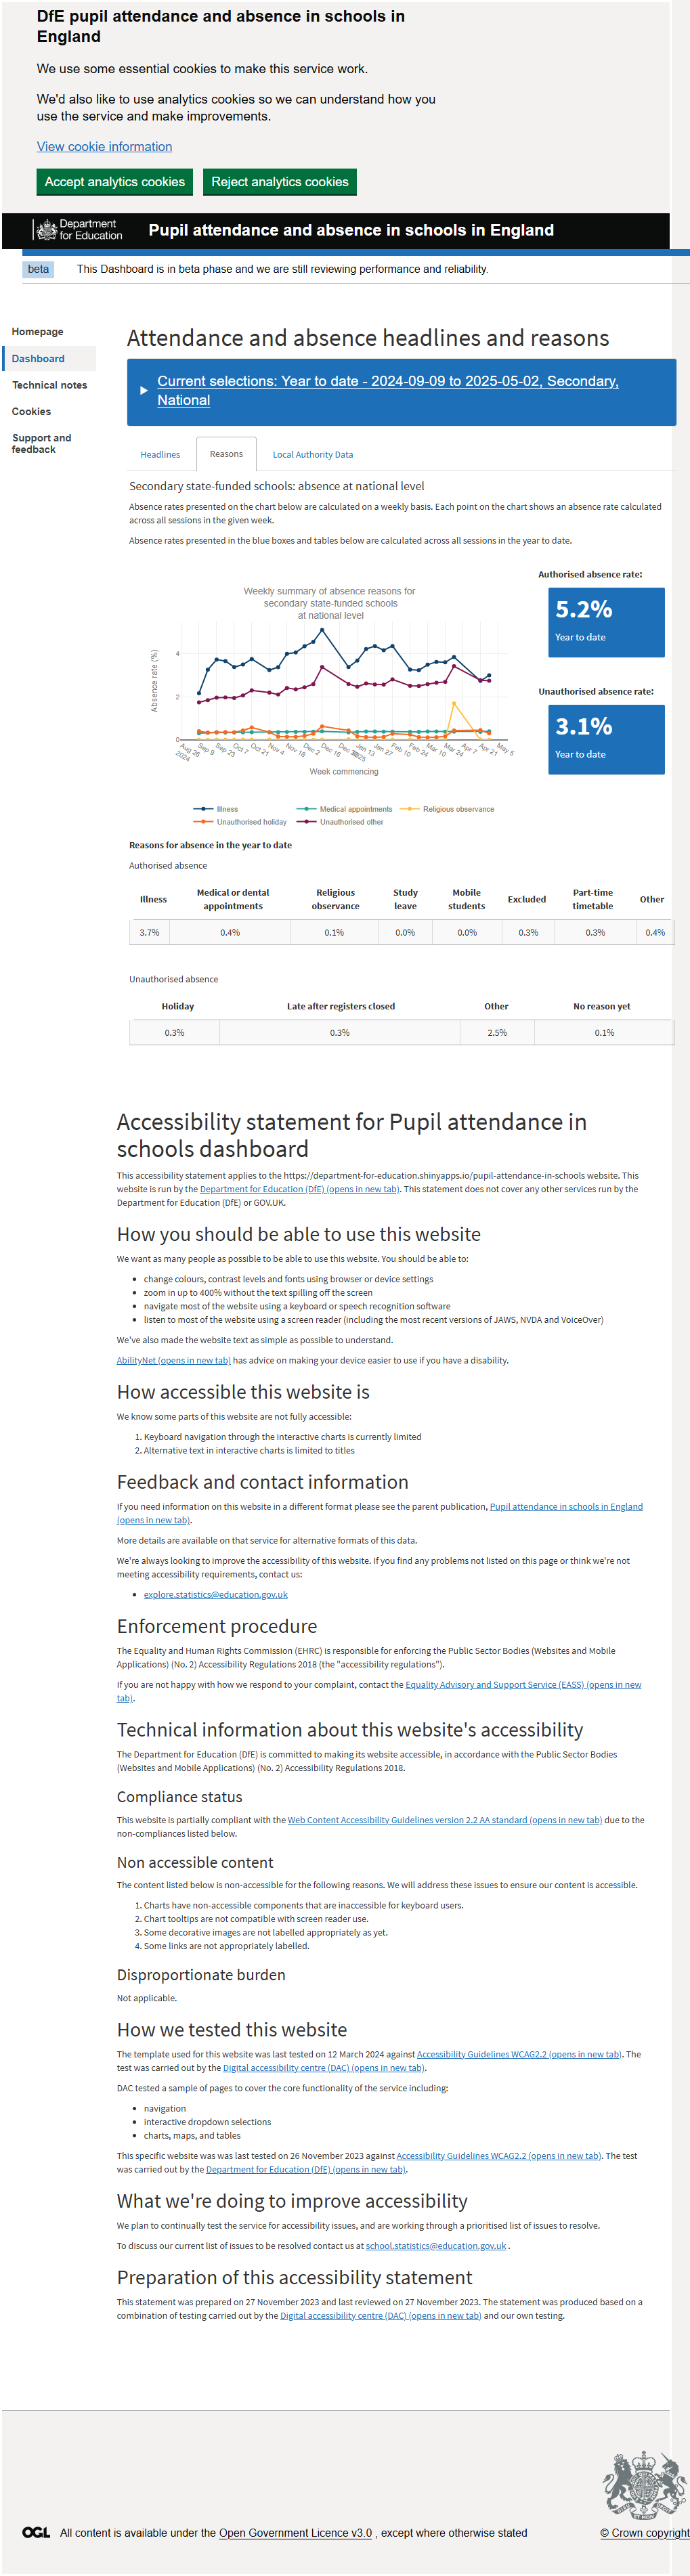 DfE pupil attendance and absence in schools in
England
We use some essential cookies to make this service work.
We'd also like to use analytics cookies so we can understand how you
use the service and make improvements.
View cookie information
Accept analytics cookies Reject analytics cookies
Department
for Education
Pupil attendance and absence in schools in England
beta This Dashboard is in beta phase and we are still reviewing performance and reliability.
Homepage
Dashboard
Technical notes
Cookies
Support and
feedback
Attendance and absence headlines and reasons
Current selections: Year to date - 2024-09-09 to 2025-05-02, Secondary,
National
Headlines Reasons Local Authority Data
Secondary state-funded schools: absence at national level
Absence rates presented on the chart below are calculated on a weekly basis. Each point on the chart shows an absence rate calculated
across all sessions in the given week.
Absence rates presented in the blue boxes and tables below are calculated across all sessions in the year to date.
Weekly summary of absence reasons for
secondary state-funded schools
at national level
Absence rate (%)
4
2
0
Aug 26
2024
Sep 9
Sep 23
Oct 7
Oct 21
Nov 4
Nov 18
Dec 2
Dec 16
Jan 13
Jan 27
Feb 10
Feb 24
Mar 10
Mar 24
Apr 7
Apr 21
May 5
Week commencing
Illness Medical appointments Religious observance
Unauthorised holiday Unauthorised other
Authorised absence rate:
5.2%
Year to date
Unauthorised absence rate:
3.1%
Year to date
Reasons for absence in the year to date
Authorised absence
Illness Medical or dental appointments Religious observance Study leave Mobile students Excluded Part-time timetable Other
3.7% 0.4% 0.1% 0.0% 0.0% 0.3% 0.3% 0.4%
Unauthorised absence
Holiday Late after registers closed Other No reason yet
0.3% 0.3% 2.5% 0.1%
Accessibility statement for Pupil attendance in
schools dashboard
This accessibility statement applies to the https://department-for-education.shinyapps.io/pupil-attendance-in-schools website. This
website is run by the Department for Education (DfE) (opens in new tab). This statement does not cover any other services run by the
Department for Education (DfE) or GOV.UK.
How you should be able to use this website
We want as many people as possible to be able to use this website. You should be able to:
• change colours, contrast levels and fonts using browser or device settings
• zoom in up to 400% without the text spilling off the screen
• navigate most of the website using a keyboard or speech recognition software
• listen to most of the website using a screen reader (including the most recent versions of JAWS, NVDA and VoiceOver)
We've also made the website text as simple as possible to understand.
AbilityNet (opens in new tab) has advice on making your device easier to use if you have a disability.
How accessible this website is
We know some parts of this website are not fully accessible:
1. Keyboard navigation through the interactive charts is currently limited
2. Alternative text in interactive charts is limited to titles
Feedback and contact information
If you need information on this website in a different format please see the parent publication, Pupil attendance in schools in England
(opens in new tab).
More details are available on that service for alternative formats of this data.
We're always looking to improve the accessibility of this website. If you find any problems not listed on this page or think we're not
meeting accessibility requirements, contact us:
• explore.statistics@education.gov.uk
Enforcement procedure
The Equality and Human Rights Commission (EHRC) is responsible for enforcing the Public Sector Bodies (Websites and Mobile
Applications) (No. 2) Accessibility Regulations 2018 (the "accessibility regulations").
If you are not happy with how we respond to your complaint, contact the Equality Advisory and Support Service (EASS) (opens in new
tab).
Technical information about this website's accessibility
The Department for Education (DfE) is committed to making its website accessible, in accordance with the Public Sector Bodies
(Websites and Mobile Applications) (No. 2) Accessibility Regulations 2018.
Compliance status
This website is partially compliant with the Web Content Accessibility Guidelines version 2.2 AA standard (opens in new tab) due to the
non-compliances listed below.
Non accessible content
The content listed below is non-accessible for the following reasons. We will address these issues to ensure our content is accessible.
1. Charts have non-accessible components that are inaccessible for keyboard users.
2. Chart tooltips are not compatible with screen reader use.
3. Some decorative images are not labelled appropriately as yet.
4. Some links are not appropriately labelled.
Disproportionate burden
Not applicable.
How we tested this website
The template used for this website was last tested on 12 March 2024 against Accessibility Guidelines WCAG2.2 (opens in new tab). The
test was carried out by the Digital accessibility centre (DAC) (opens in new tab).
DAC tested a sample of pages to cover the core functionality of the service including:
• navigation
• interactive dropdown selections
• charts, maps, and tables
This specific website was was last tested on 26 November 2023 against Accessibility Guidelines WCAG2.2 (opens in new tab). The test
was carried out by the Department for Education (DfE) (opens in new tab).
What we're doing to improve accessibility
We plan to continually test the service for accessibility issues, and are working through a prioritised list of issues to resolve.
To discuss our current list of issues to be resolved contact us at school.statistics@education.gov.uk .
Preparation of this accessibility statement
This statement was prepared on 27 November 2023 and last reviewed on 27 November 2023. The statement was produced based on a
combination of testing carried out by the Digital accessibility centre (DAC) (opens in new tab) and our own testing.
OGL All content is available under the Open Government Licence v3.0 , except where otherwise stated
© Crown copyright